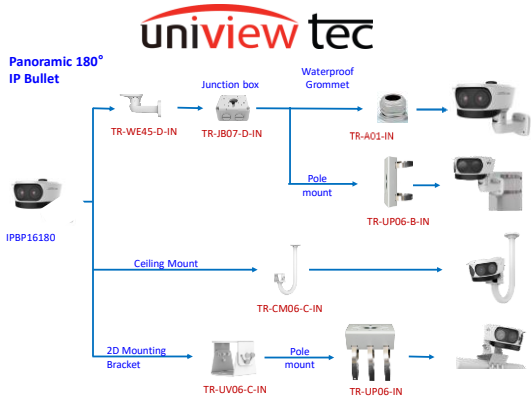 uniview tec
Panoramic 180°
IP Bullet
Junction box
Waterproof
Grommet
TR-WE45-D-IN
TR-JB07-D-IN
TR-A01-IN
Pole
mount
TR-UP06-B-IN
IPBP16180
Ceiling Mount
TR-CM06-C-IN
2D Mounting
Bracket
Pole
mount
TR-UV06-C-IN
TR-UP06-IN